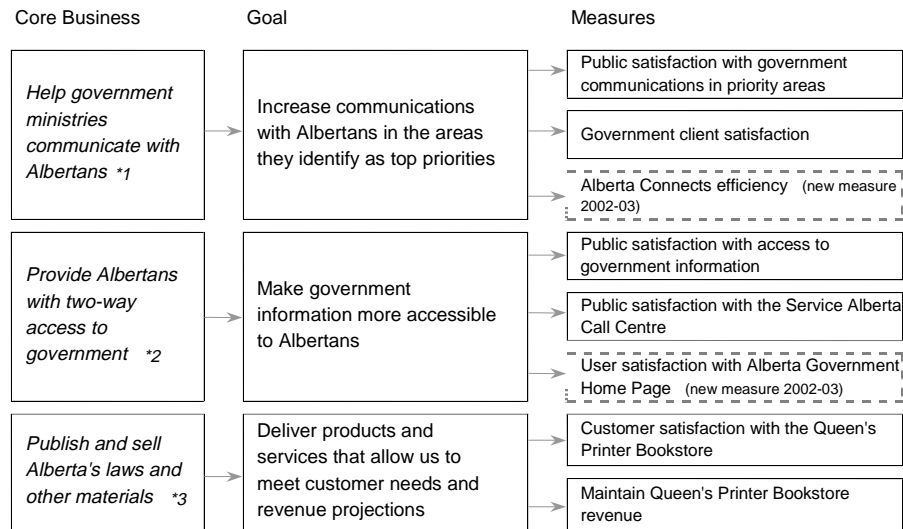 Core Business
Goal
Measures
Help government
ministries
communicate with
Albertans *1
Increase communications
with Albertans in the areas
they identify as top priorities
Public satisfaction with government
communications in priority areas
Government client satisfaction
Alberta Connects efficiency (new measure
2002-03)
Provide Albertans
with two-way
access to
government *2
Make government
information more accessible
to Albertans
Public satisfaction with access to
government information
Public satisfaction with the Service Alberta
Call Centre
User satisfaction with Alberta Government
Home Page (new measure 2002-03)
Publish and sell
Alberta's laws and
other materials *3
Deliver products and
services that allow us to
meet customer needs and
revenue projections
Customer satisfaction with the Queen's
Printer Bookstore
Maintain Queen's Printer Bookstore
revenue